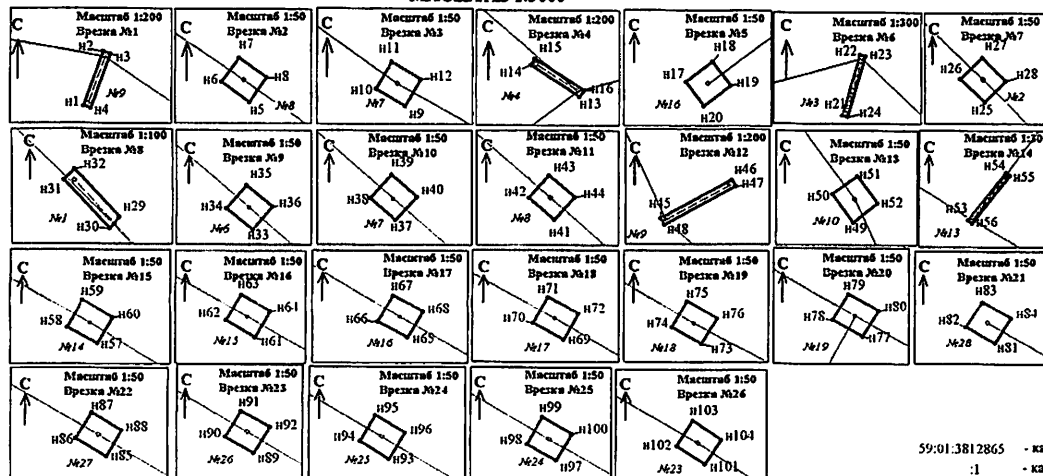 С
Масштаб 1:200
Врезка №1
н2
н3
н1
н4
№9
С
Масштаб 1:50
Врезка №2
н7
н6
н8
н5
№8
С
Масштаб 1:50
Врезка №3
н11
н12
н10
н9
№7
С
Масштаб 1:200
Врезка №4
н15
н14
н16
н13
№4
С
Масштаб 1:50
Врезка №5
н18
н17
н19
н20
№16
С
Масштаб 1:300
Врезка №6
н22
н23
н21
н24
№3
С
Масштаб 1:50
Врезка №7
н27
н26
н28
н25
№2
С
Масштаб 1:100
Врезка №8
н32
н31
н29
н30
№1
С
Масштаб 1:50
Врезка №9
н35
н34
н36
н33
№6
С
Масштаб 1:50
Врезка №10
н39
н38
н40
н37
№7
С
Масштаб 1:50
Врезка №11
н43
н42
н44
н41
№8
С
Масштаб 1:200
Врезка №12
н46
н47
н45
н48
№9
С
Масштаб 1:50
Врезка №13
н51
н50
н52
н49
№10
С
Врезка №14
н54
н55
н53
н56
№13
С
Масштаб 1:50
Врезка №15
н59
н58
н60
н57
№14
С
Масштаб 1:50
Врезка №16
н63
н62
н64
н61
№15
С
Масштаб 1:50
Врезка №17
н67
н68
н66
н65
№16
С
Масштаб 1:50
Врезка №18
н71
н72
н70
н69
№17
С
Масштаб 1:50
Врезка №19
н75
н76
н74
н73
№18
С
Масштаб 1:50
Врезка №20
н79
н80
н78
н77
№19
С
Масштаб 1:50
Врезка №21
н83
н84
н82
н81
№28
С
Масштаб 1:50
Врезка №22
н87
н88
н86
н85
№27
С
Масштаб 1:50
Врезка №23
н91
н92
н90
н89
№26
С
Масштаб 1:50
Врезка №24
н95
н96
н94
н93
№25
С
Масштаб 1:50
Врезка №25
н99
н100
н98
н97
№24
С
Масштаб 1:50
Врезка №26
н103
н104
н102
н101
№23
59:01:3812865 - ка
:1 - ка